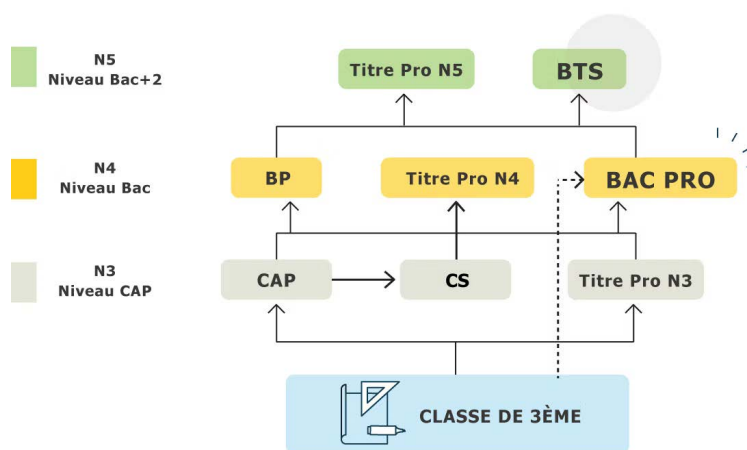 N5
Niveau Bac+2
Titre Pro N5
BTS
N4
Niveau Bac
BP
Titre Pro N4
BAC PRO
N3
Niveau CAP
CAP
CS
Titre Pro N3
CLASSE DE 3ÈME